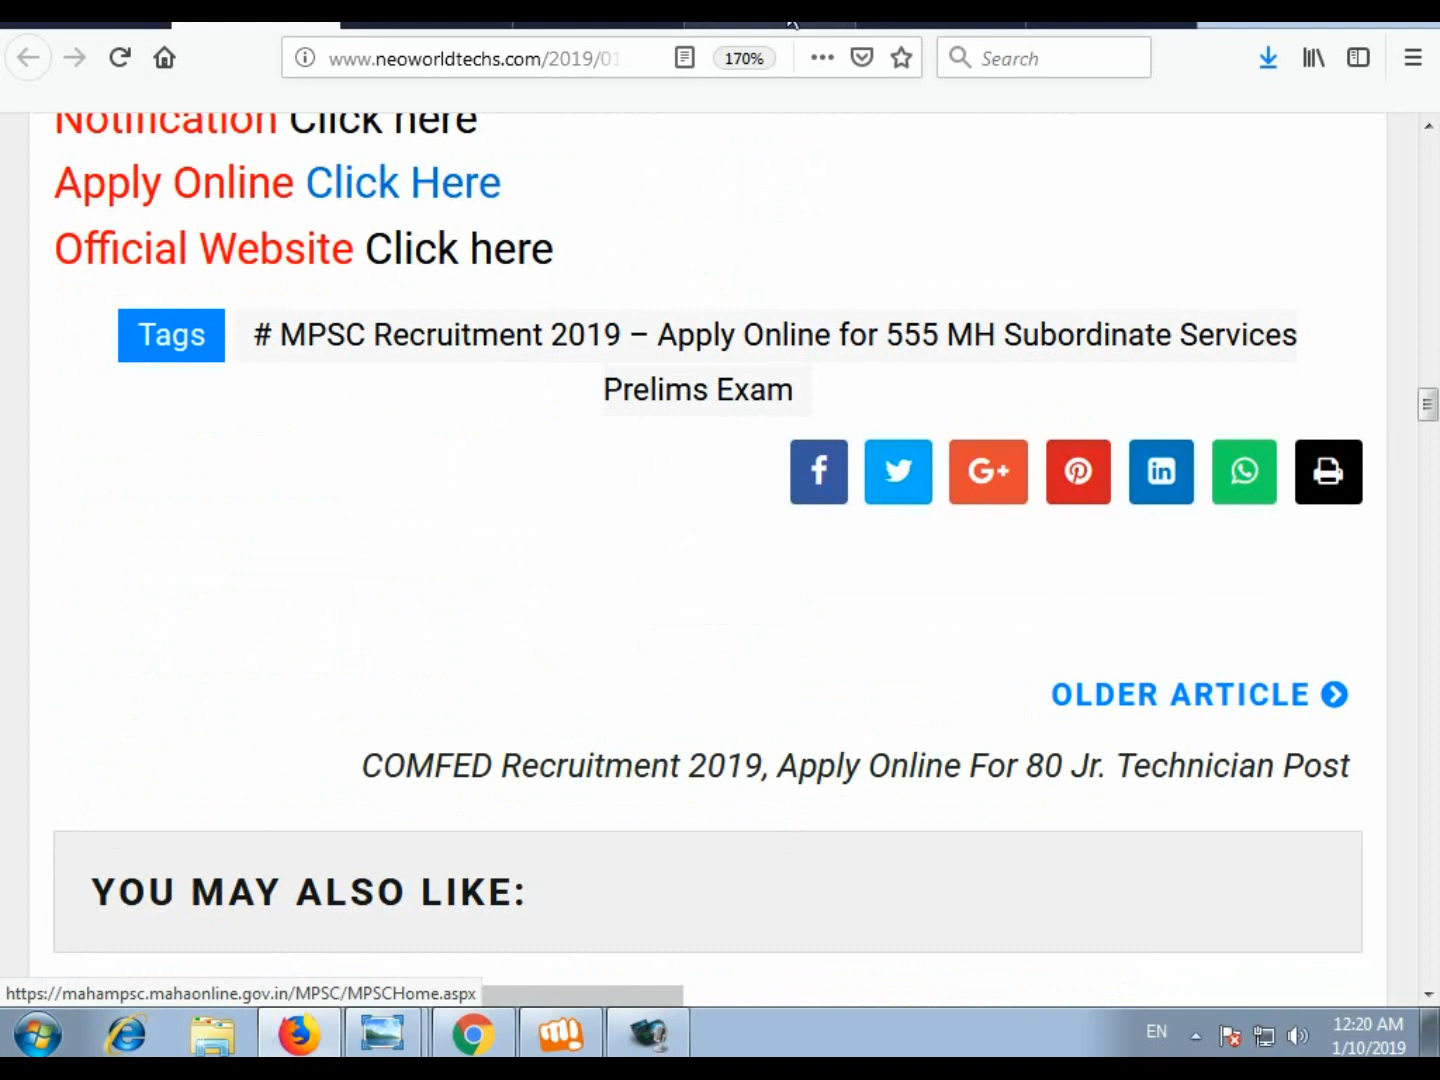 www.neoworldtechs.com/2019/01
170%
Search
Notification Click here
Apply Online Click Here
Official Website Click here
Tags # MPSC Recruitment 2019 – Apply Online for 555 MH Subordinate Services
Prelims Exam
f G+ in
OLDER ARTICLE
COMFED Recruitment 2019, Apply Online For 80 Jr. Technician Post
YOU MAY ALSO LIKE:
https://mahampsc.mahaonline.gov.in/MPSC/MPSCHome.aspx
EN
12:20 AM
1/10/2019